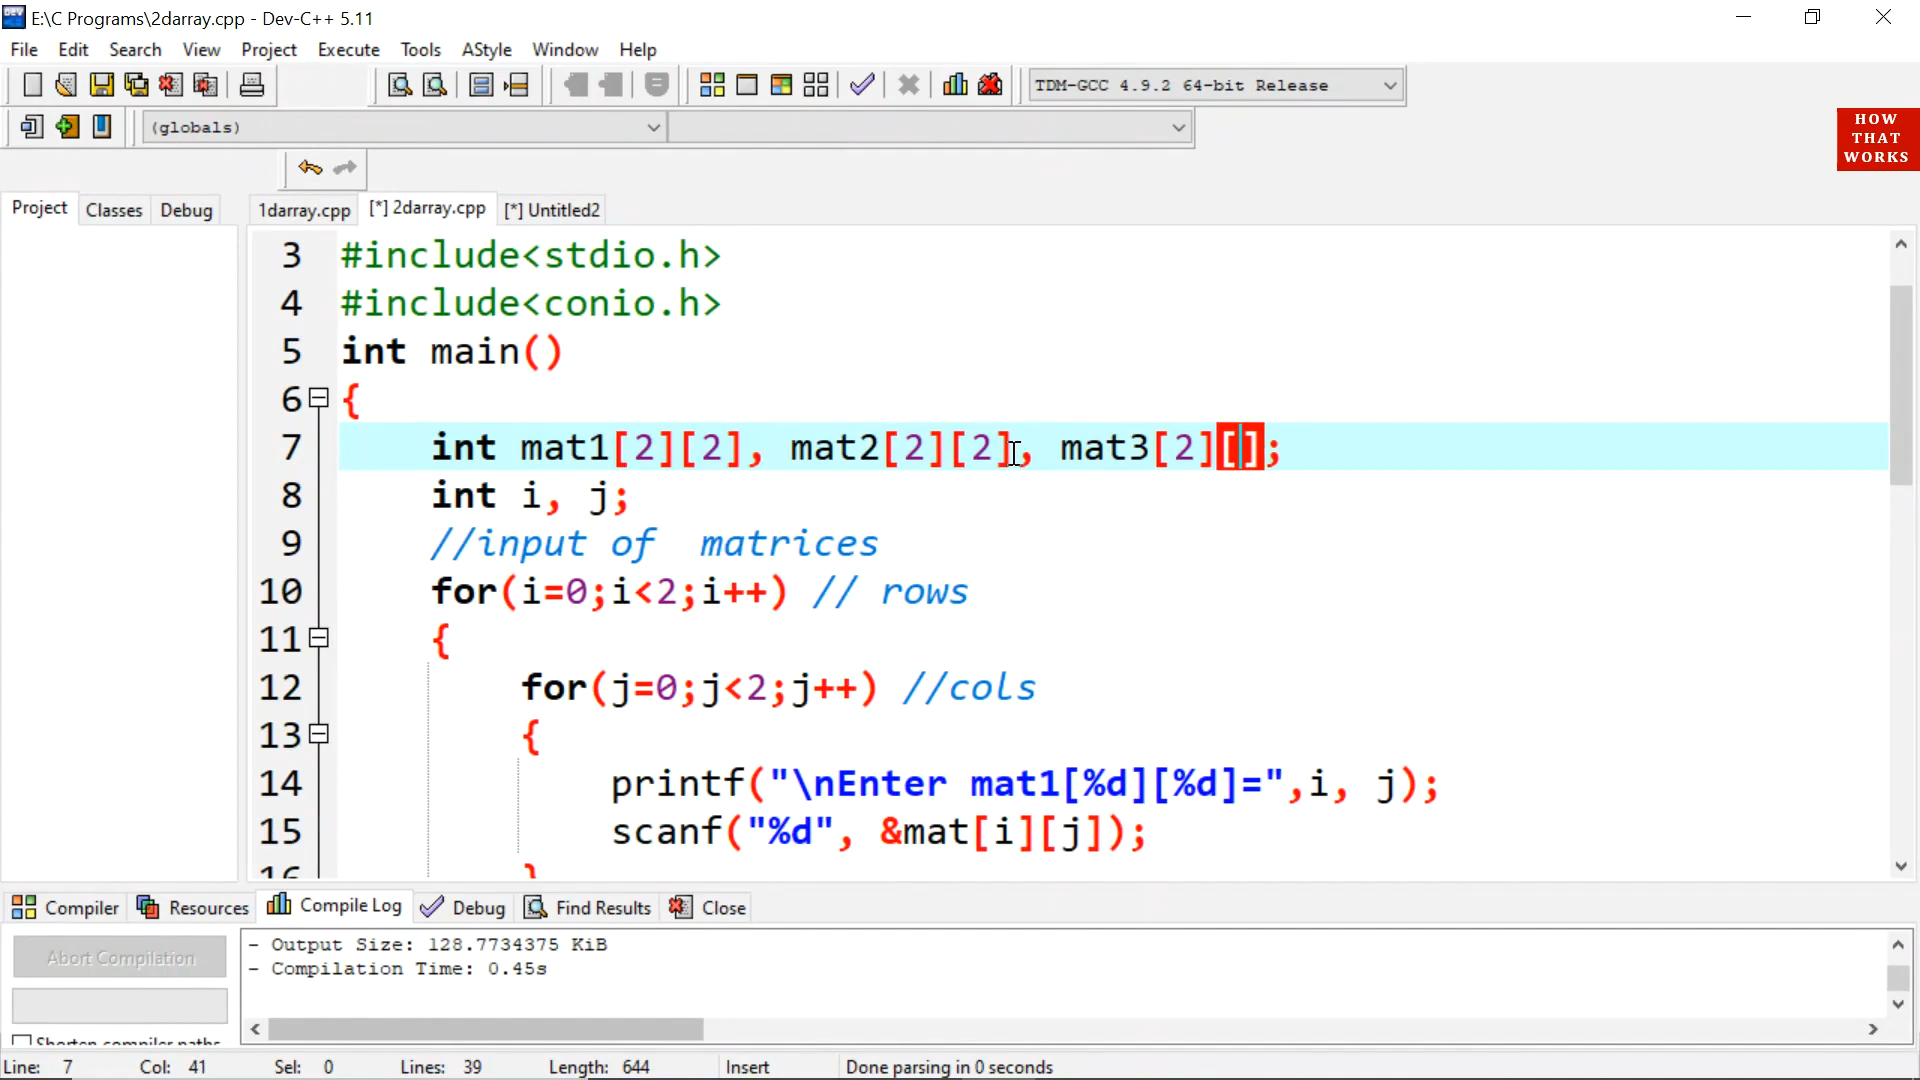 E:\C Programs\2darray.cpp - Dev-C++ 5.11
File Edit Search View Project Execute Tools AStyle Window Help
TDM-GCC 4.9.2 64-bit Release
(globals)
HOW
THAT
WORKS
Project Classes Debug
1darray.cpp [*] 2darray.cpp [*] Untitled2
3 #include<stdio.h>
4 #include<conio.h>
5 int main()
6 {
7 int mat1[2][2], mat2[2][2], mat3[2][];
8 int i, j;
9 //input of  matrices
10 for(i=0;i<2;i++) // rows
11 {
12 for(j=0;j<2;j++) //cols
13 {
14 printf("\nEnter mat1[%d][%d]=",i, j);
15 scanf("%d", &mat[i][j]);
16 }
Compiler Resources Compile Log Debug Find Results Close
Abort Compilation
- Output Size: 128.7734375 KiB
- Compilation Time: 0.45s
Shorten compiler paths
Line: 7 Col: 41 Sel: 0 Lines: 39 Length: 644 Insert Done parsing in 0 seconds